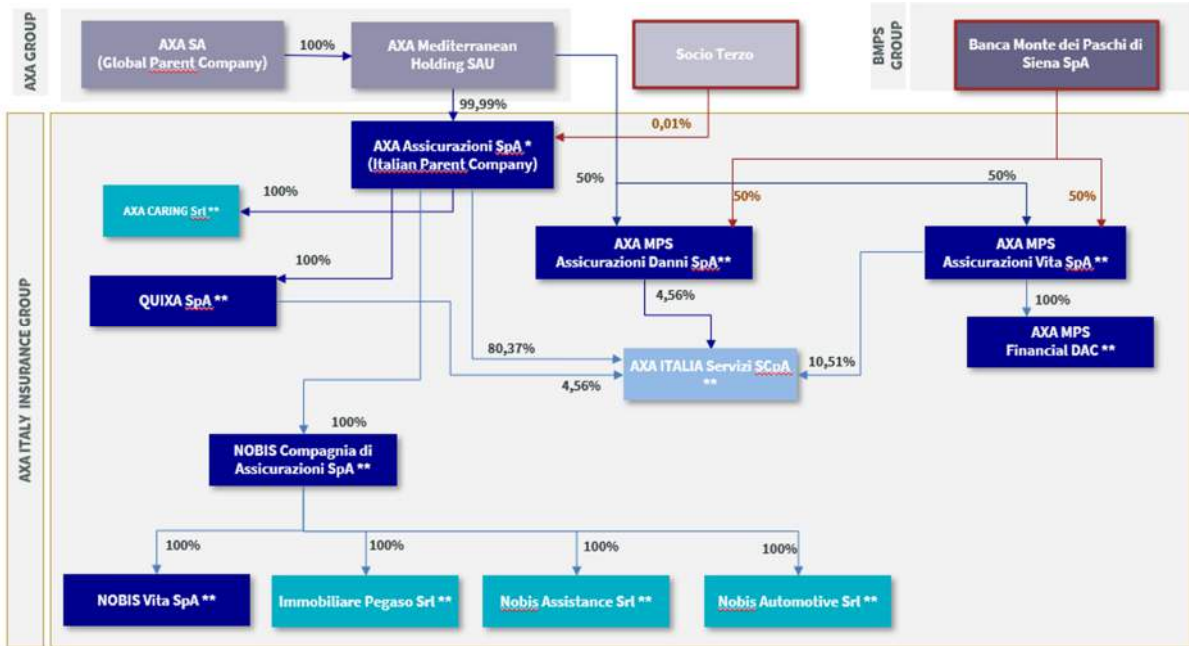 AXA GROUP
AXA SA
(Global Parent Company)
100%
AXA Mediterranean
Holding SAU
Socio Terzo
BMPS
GROUP
Banca Monte dei Paschi di
Siena SpA
99,99%
0,01%
AXA ITALY INSURANCE GROUP
AXA Assicurazioni SpA *
(Italian Parent Company)
50%
50%
50%
50%
100%
AXA CARING Srl **
AXA MPS
Assicurazioni Danni SpA**
AXA MPS
Assicurazioni Vita SpA **
100%
QUIXA SpA **
4,56%
100%
AXA MPS
Financial DAC **
80,37%
AXA ITALIA Servizi SCpA
**
10,51%
4,56%
100%
NOBIS Compagnia di
Assicurazioni SpA **
100%
100%
100%
100%
NOBIS Vita SpA **
Immobiliare Pegaso Srl **
Nobis Assistance Srl **
Nobis Automotive Srl **